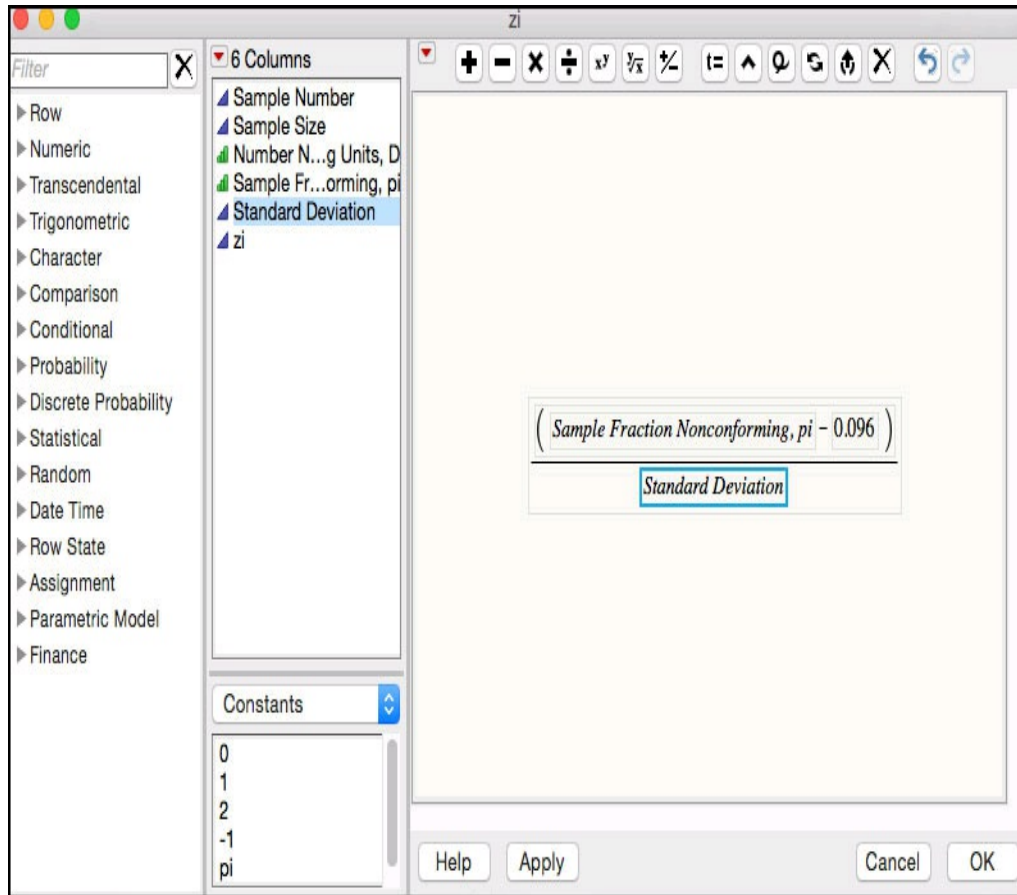 zi
Filter
Row
Numeric
Transcendental
Trigonometric
Character
Comparison
Conditional
Probability
Discrete Probability
Statistical
Random
Date Time
Row State
Assignment
Parametric Model
Finance
6 Columns
Sample Number
Sample Size
Number N...g Units, D
Sample Fr...orming, pi
Standard Deviation
zi
Constants
0
1
2
-1
pi
+ − × ÷ xʸ ʸ√x +/− t= ^ X
( Sample Fraction Nonconforming, pi − 0.096 )
Standard Deviation
Help Apply Cancel OK